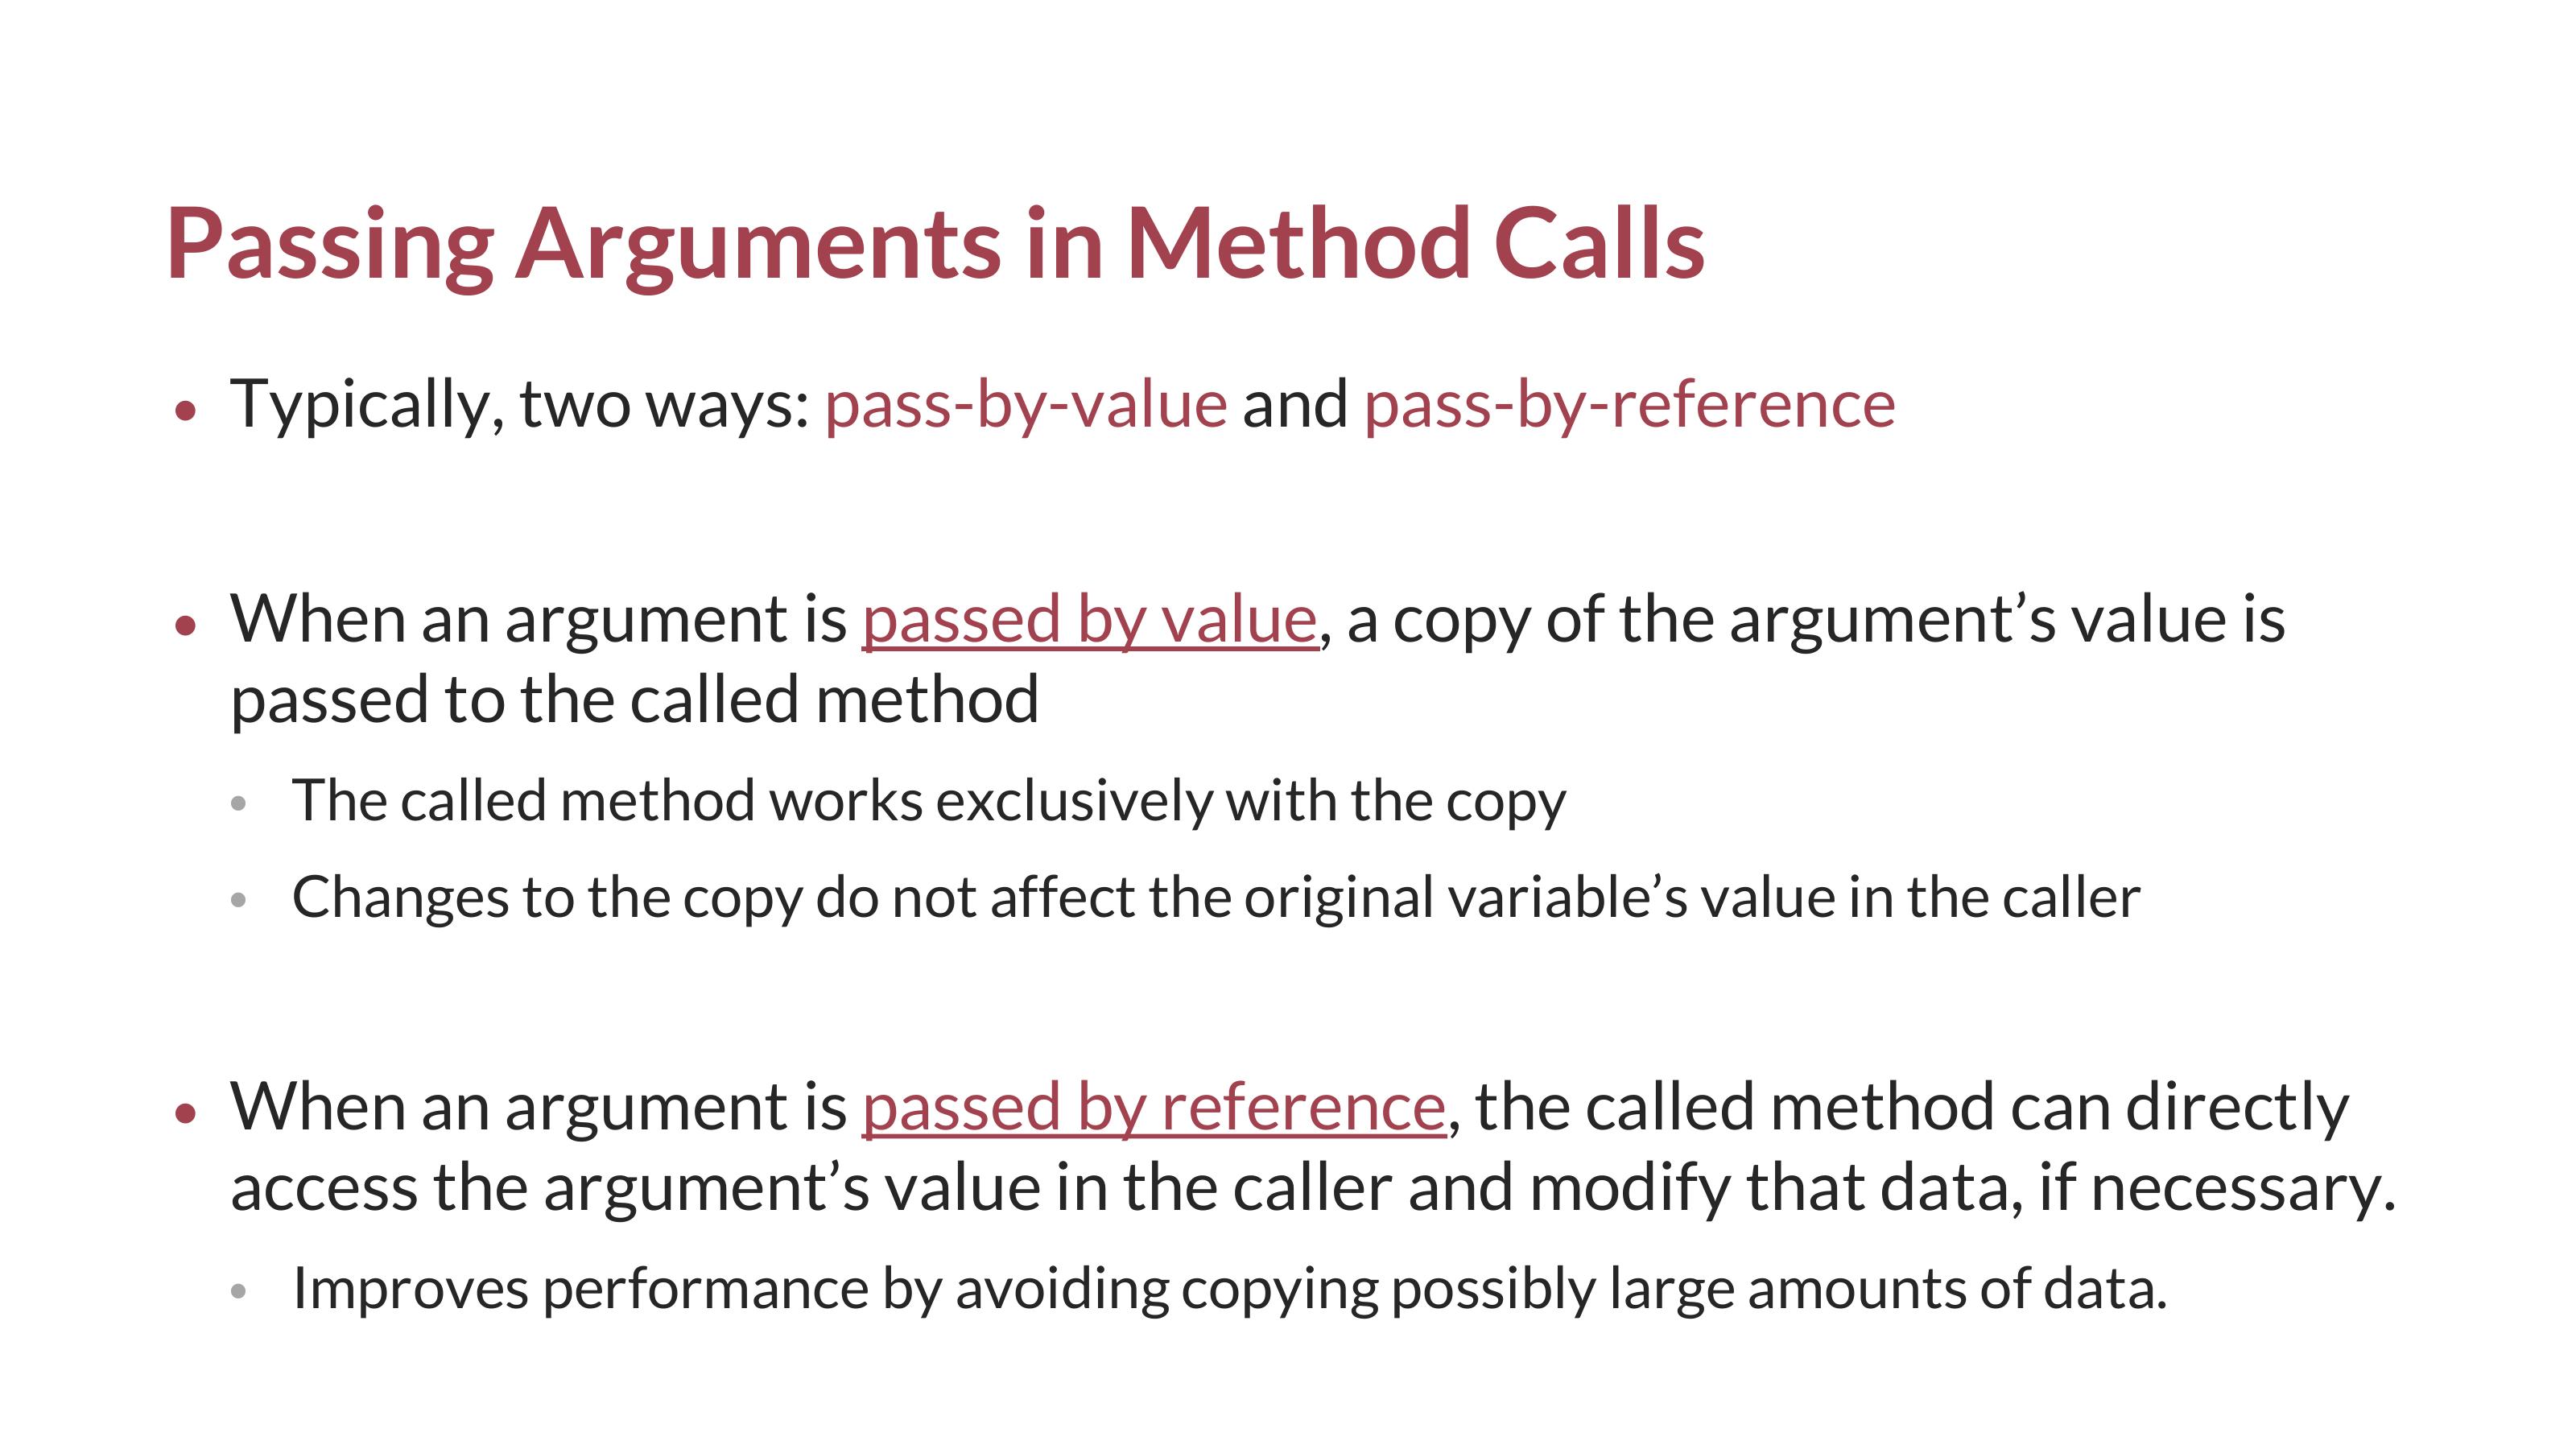 Passing Arguments in Method Calls
• Typically, two ways: pass-by-value and pass-by-reference
• When an argument is passed by value, a copy of the argument’s value is
passed to the called method
• The called method works exclusively with the copy
• Changes to the copy do not affect the original variable’s value in the caller
• When an argument is passed by reference, the called method can directly
access the argument’s value in the caller and modify that data, if necessary.
• Improves performance by avoiding copying possibly large amounts of data.